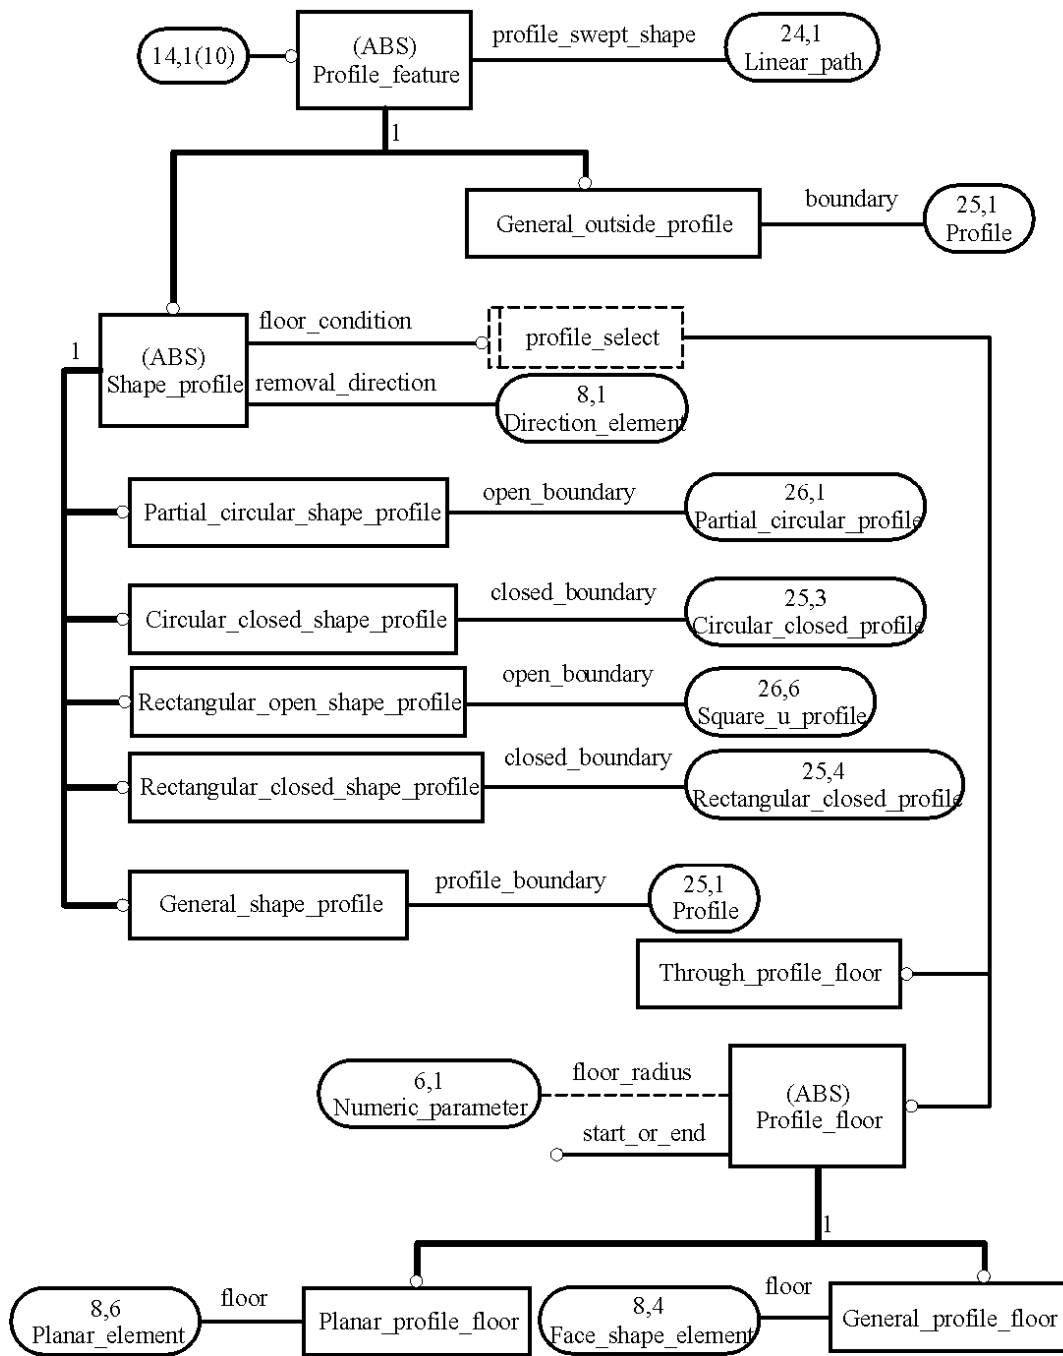 14,1(10)
(ABS)
Profile_feature
profile_swept_shape
24,1
Linear_path
1
General_outside_profile
boundary
25,1
Profile
1
(ABS)
Shape_profile
floor_condition
profile_select
removal_direction
8,1
Direction_element
Partial_circular_shape_profile
open_boundary
26,1
Partial_circular_profile
Circular_closed_shape_profile
closed_boundary
25,3
Circular_closed_profile
Rectangular_open_shape_profile
open_boundary
26,6
Square_u_profile
Rectangular_closed_shape_profile
closed_boundary
25,4
Rectangular_closed_profile
General_shape_profile
profile_boundary
25,1
Profile
Through_profile_floor
6,1
Numeric_parameter
floor_radius
start_or_end
(ABS)
Profile_floor
1
8,6
Planar_element
floor
Planar_profile_floor
8,4
Face_shape_element
floor
General_profile_floor